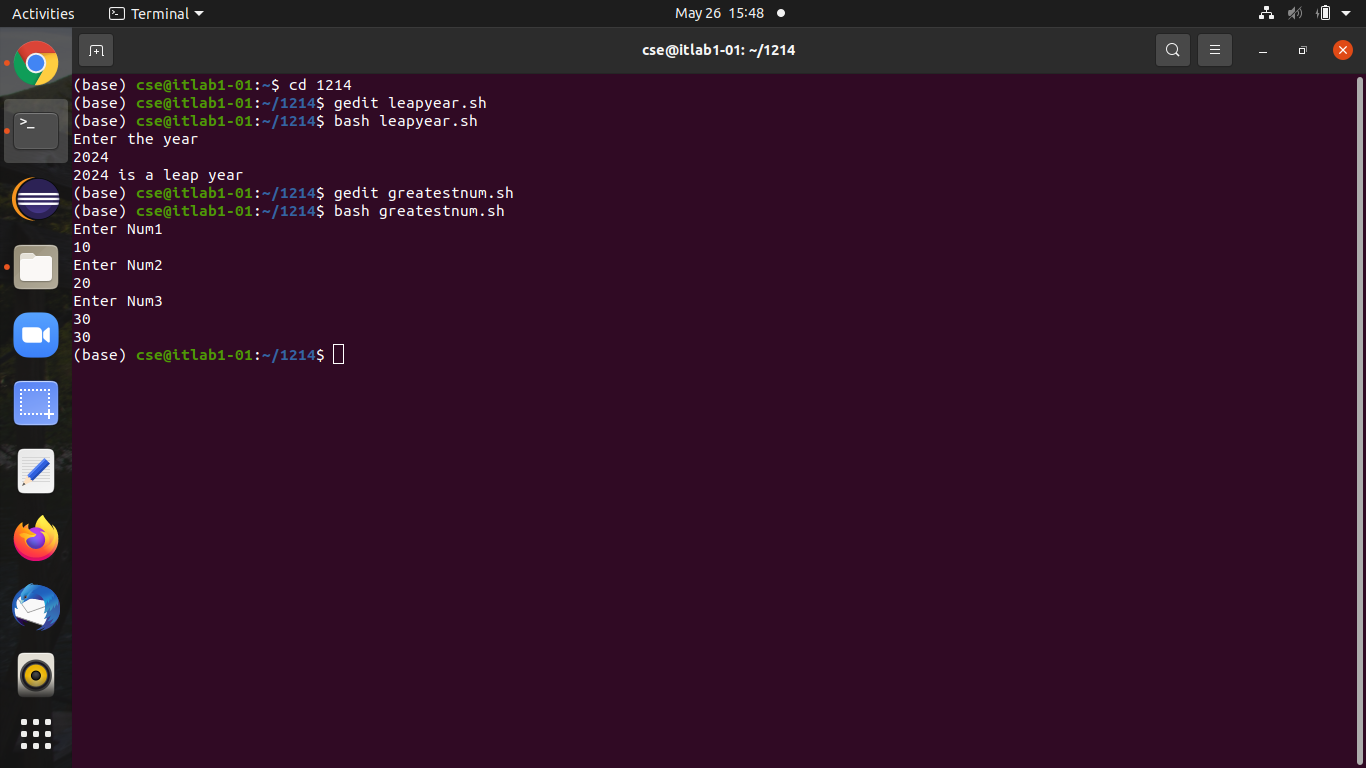 Activities Terminal May 26 15:48
cse@itlab1-01: ~/1214
(base) cse@itlab1-01:~$ cd 1214
(base) cse@itlab1-01:~/1214$ gedit leapyear.sh
(base) cse@itlab1-01:~/1214$ bash leapyear.sh
Enter the year
2024
2024 is a leap year
(base) cse@itlab1-01:~/1214$ gedit greatestnum.sh
(base) cse@itlab1-01:~/1214$ bash greatestnum.sh
Enter Num1
10
Enter Num2
20
Enter Num3
30
30
(base) cse@itlab1-01:~/1214$